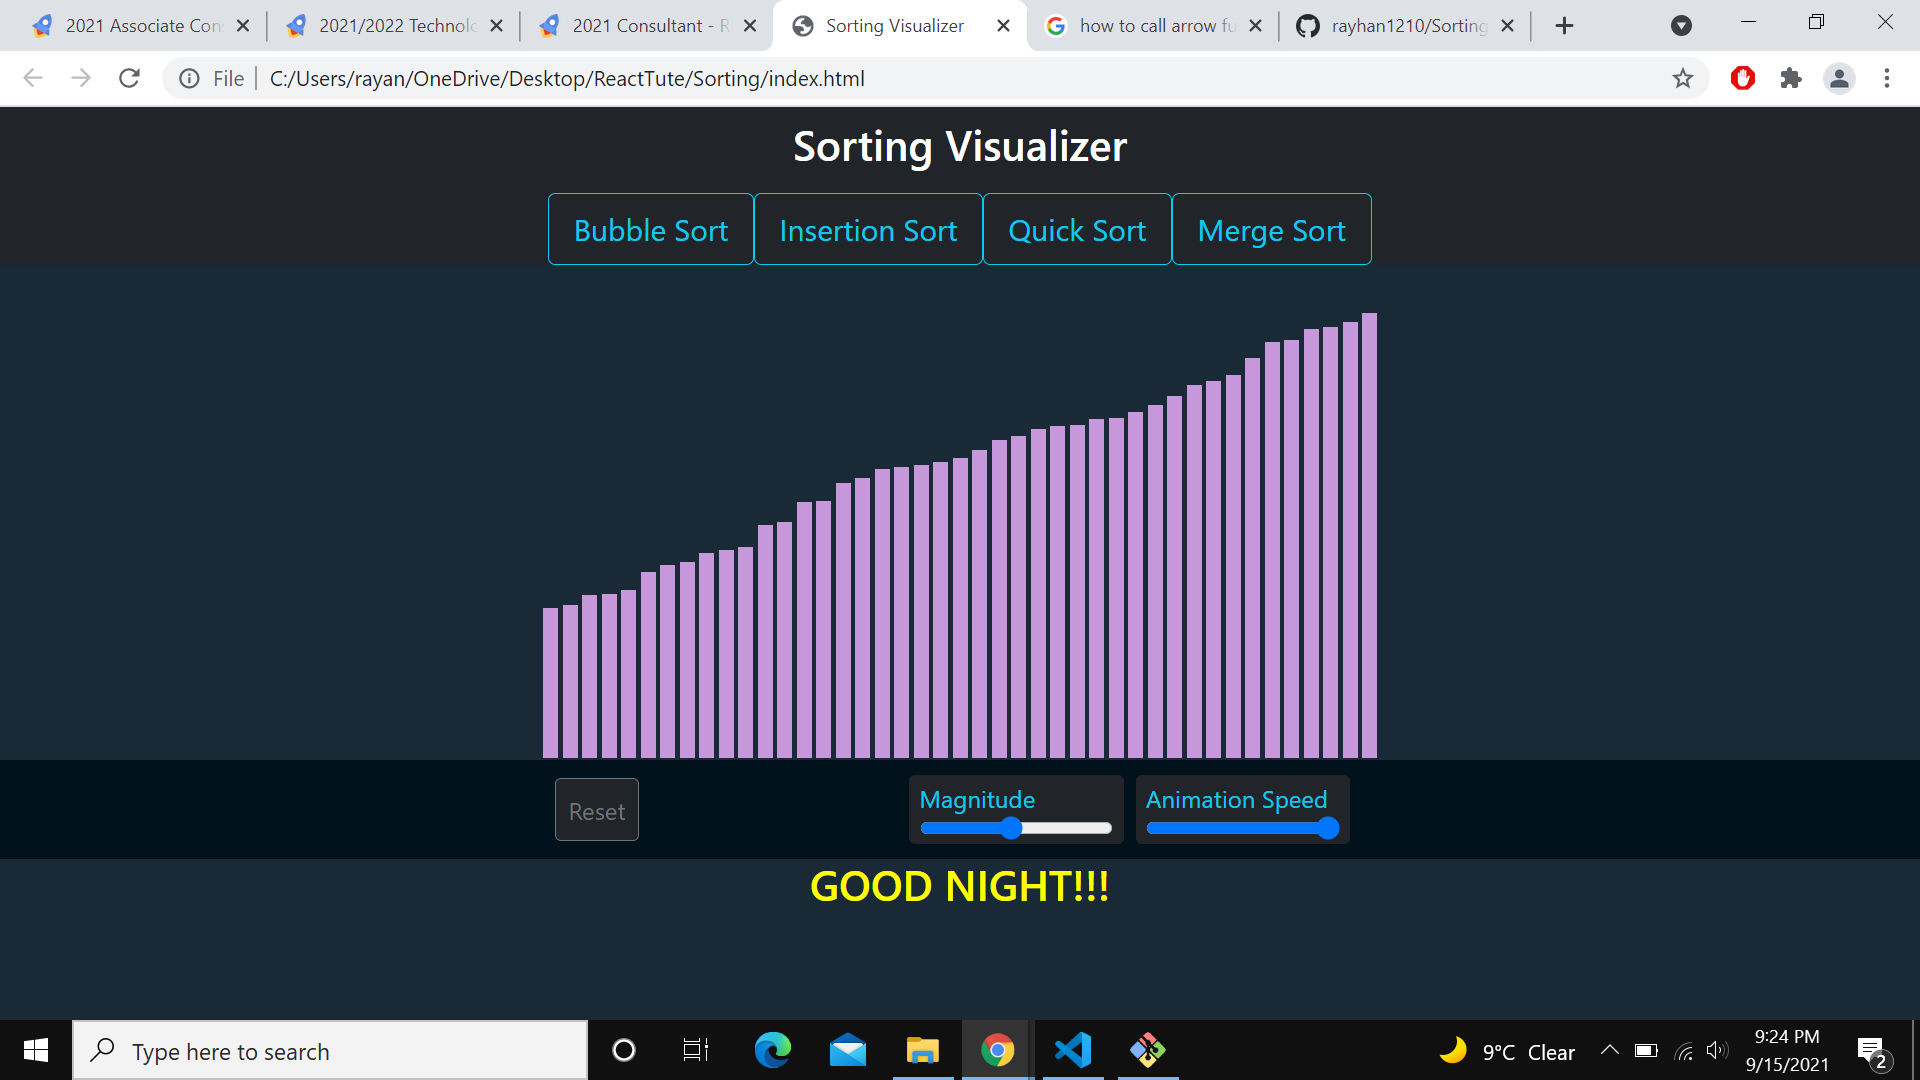 2021 Associate Con
2021/2022 Technolo
2021 Consultant - R
Sorting Visualizer
how to call arrow fu
rayhan1210/Sorting
File
C:/Users/rayan/OneDrive/Desktop/ReactTute/Sorting/index.html
Sorting Visualizer
Bubble Sort
Insertion Sort
Quick Sort
Merge Sort
Reset
Magnitude
Animation Speed
GOOD NIGHT!!!
Type here to search
9°C Clear
9:24 PM
9/15/2021
2